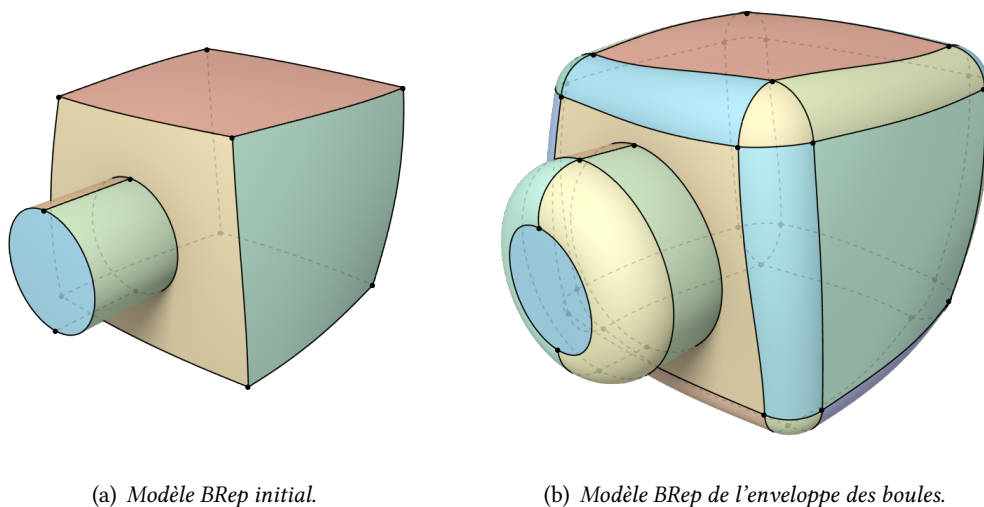 (a) Modèle BRep initial.
(b) Modèle BRep de l'enveloppe des boules.